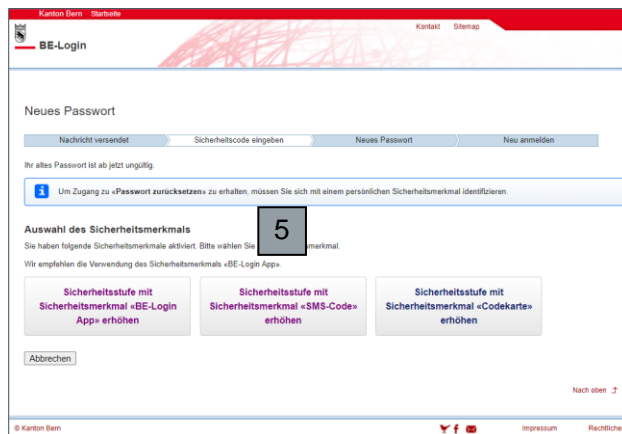 Kanton Bern Startseite
Kontakt Sitemap
BE-Login
Neues Passwort
Nachricht versendet Sicherheitscode eingeben Neues Passwort Neu anmelden
Ihr altes Passwort ist ab jetzt ungültig.
i Um Zugang zu «Passwort zurücksetzen» zu erhalten, müssen Sie sich mit einem persönlichen Sicherheitsmerkmal identifizieren.
5
Auswahl des Sicherheitsmerkmals
Sie haben folgende Sicherheitsmerkmale aktiviert. Bitte wählen Sie merkmal.
Wir empfehlen die Verwendung des Sicherheitsmerkmals «BE-Login App».
Sicherheitsstufe mit
Sicherheitsmerkmal «BE-Login
App» erhöhen
Sicherheitsstufe mit
Sicherheitsmerkmal «SMS-Code»
erhöhen
Sicherheitsstufe mit
Sicherheitsmerkmal «Codekarte»
erhöhen
Abbrechen
Nach oben
© Kanton Bern Impressum Rechtliche